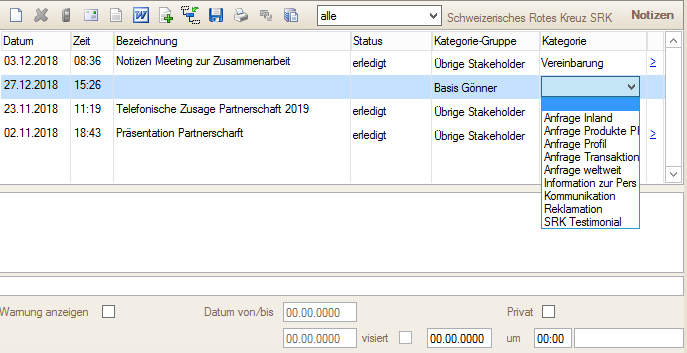 alle Schweizerisches Rotes Kreuz SRK Notizen
Datum Zeit Bezeichnung Status Kategorie-Gruppe Kategorie
03.12.2018 08:36 Notizen Meeting zur Zusammenarbeit erledigt Übrige Stakeholder Vereinbarung >
27.12.2018 15:26 Basis Gönner
23.11.2018 11:19 Telefonische Zusage Partnerschaft 2019 erledigt Übrige Stakeholder
02.11.2018 18:43 Präsentation Partnerscharft erledigt Übrige Stakeholder >
Anfrage Inland
Anfrage Produkte Pl
Anfrage Profil
Anfrage Transaktion
Anfrage weltweit
Information zur Pers
Kommunikation
Reklamation
SRK Testimonial
Warnung anzeigen Datum von/bis 00.00.0000 Privat
00.00.0000 visiert 00.00.0000 um 00:00